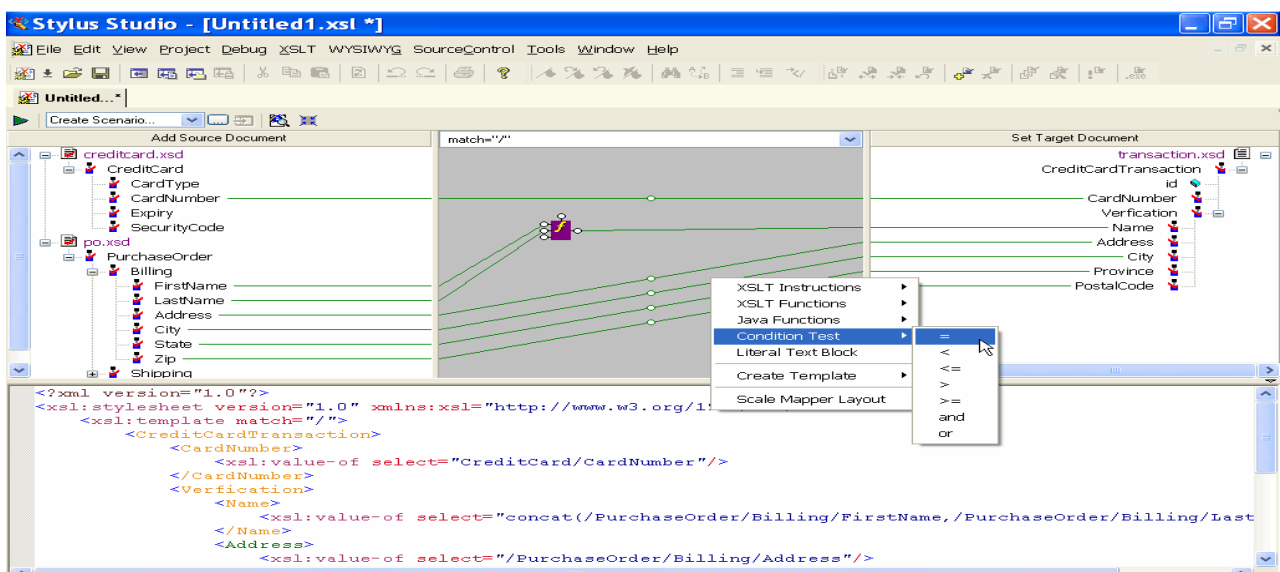 Stylus Studio - [Untitled1.xsl *]
File Edit View Project Debug XSLT WYSIWYG SourceControl Tools Window Help
Untitled...*
Create Scenario...
Add Source Document
match="/"
Set Target Document
creditcard.xsd
CreditCard
CardType
CardNumber
Expiry
SecurityCode
po.xsd
PurchaseOrder
Billing
FirstName
LastName
Address
City
State
Zip
Shipping
transaction.xsd
CreditCardTransaction
id
CardNumber
Verfication
Name
Address
City
Province
PostalCode
XSLT Instructions
XSLT Functions
Java Functions
Condition Test
Literal Text Block
Create Template
Scale Mapper Layout
=
<
<=
>
>=
and
or
<?xml version="1.0"?>
<xsl:stylesheet version="1.0" xmlns:xsl="http://www.w3.org/1
<xsl:template match="/">
<CreditCardTransaction>
<CardNumber>
<xsl:value-of select="CreditCard/CardNumber"/>
</CardNumber>
<Verfication>
<Name>
<xsl:value-of select="concat(/PurchaseOrder/Billing/FirstName,/PurchaseOrder/Billing/Last
</Name>
<Address>
<xsl:value-of select="/PurchaseOrder/Billing/Address"/>